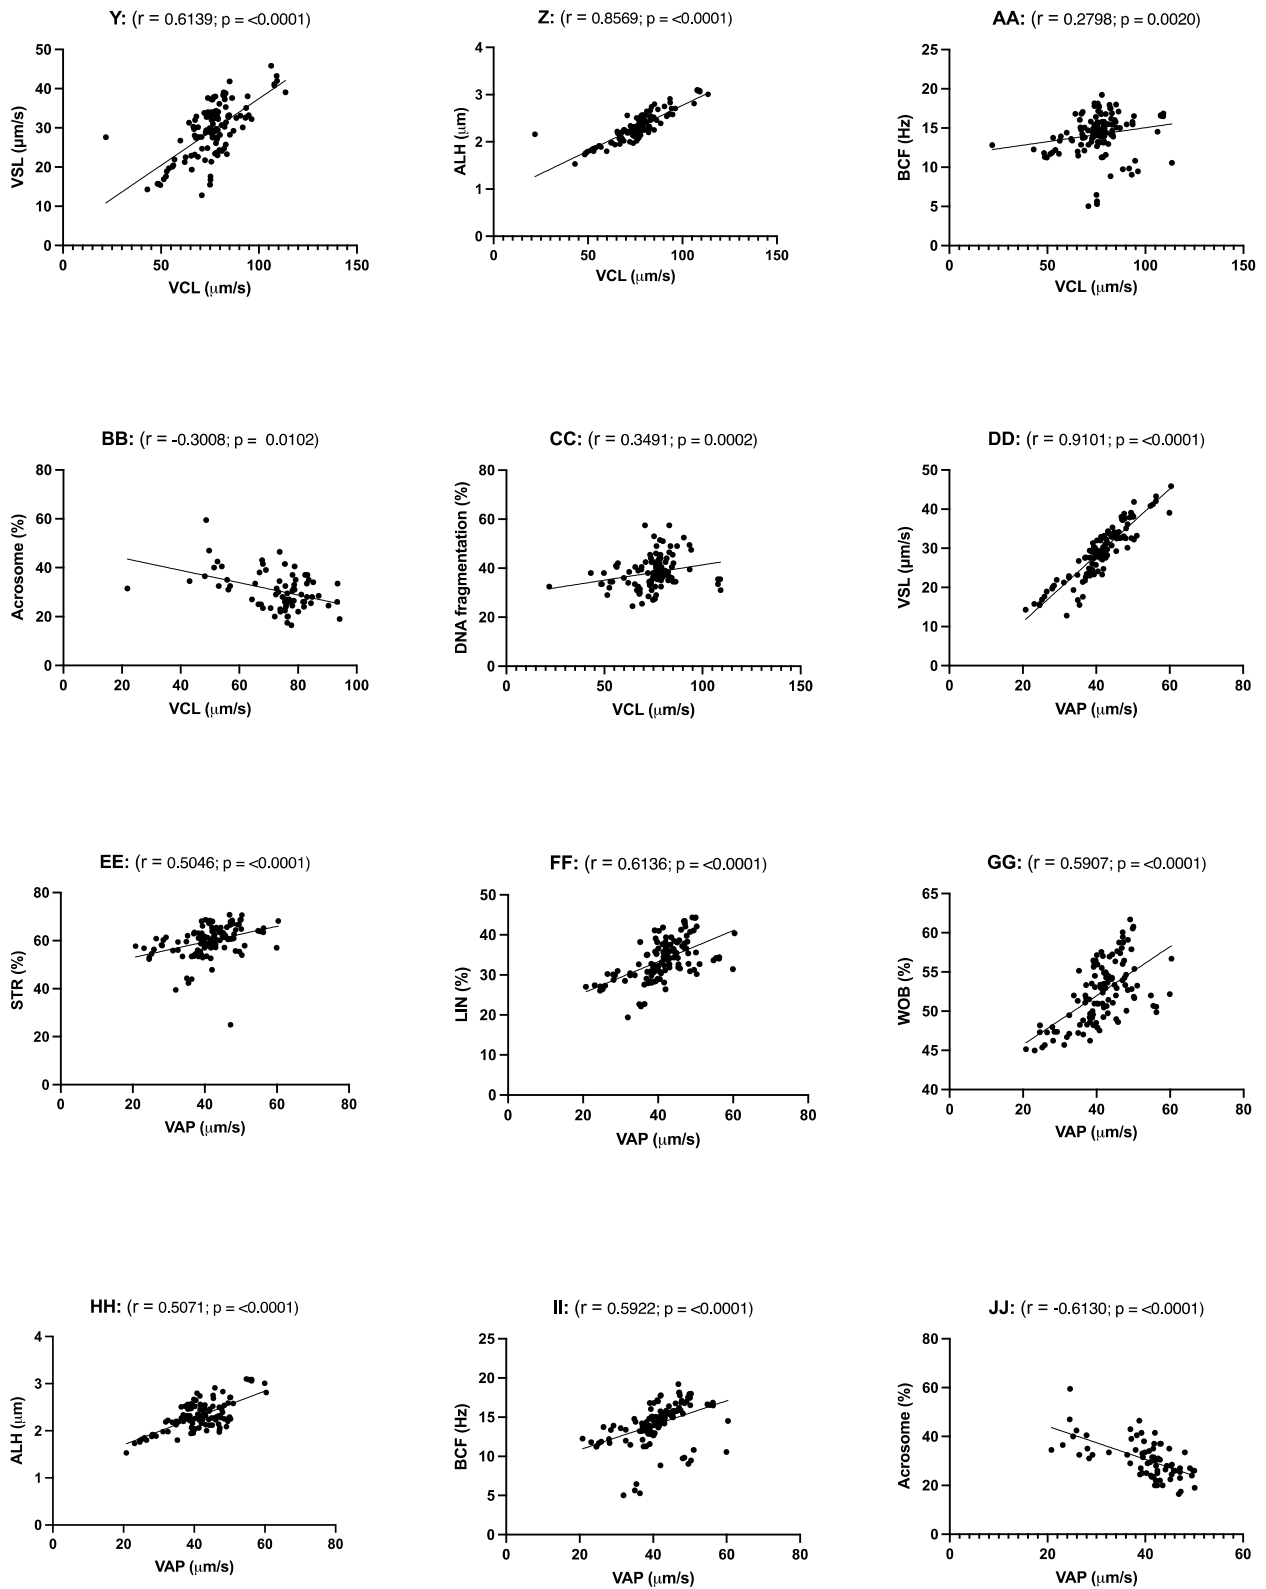 Y: (r = 0.6139; p = <0.0001)
VSL (µm/s)
50
40
30
20
10
0
0 50 100 150
VCL (µm/s)
Z: (r = 0.8569; p = <0.0001)
ALH (µm)
4
3
2
1
0
0 50 100 150
VCL (µm/s)
AA: (r = 0.2798; p = 0.0020)
BCF (Hz)
25
20
15
10
5
0
0 50 100 150
VCL (µm/s)
BB: (r = -0.3008; p = 0.0102)
Acrosome (%)
80
60
40
20
0
0 20 40 60 80 100
VCL (µm/s)
CC: (r = 0.3491; p = 0.0002)
DNA fragmentation (%)
80
60
40
20
0
0 50 100 150
VCL (µm/s)
DD: (r = 0.9101; p = <0.0001)
VSL (µm/s)
50
40
30
20
10
0
0 20 40 60 80
VAP (µm/s)
EE: (r = 0.5046; p = <0.0001)
STR (%)
80
60
40
20
0
0 20 40 60 80
VAP (µm/s)
FF: (r = 0.6136; p = <0.0001)
LIN (%)
50
40
30
20
10
0
0 20 40 60 80
VAP (µm/s)
GG: (r = 0.5907; p = <0.0001)
WOB (%)
65
60
55
50
45
40
0 20 40 60 80
VAP (µm/s)
HH: (r = 0.5071; p = <0.0001)
ALH (µm)
4
3
2
1
0
0 20 40 60 80
VAP (µm/s)
II: (r = 0.5922; p = <0.0001)
BCF (Hz)
25
20
15
10
5
0
0 20 40 60 80
VAP (µm/s)
JJ: (r = -0.6130; p = <0.0001)
Acrosome (%)
80
60
40
20
0
0 20 40 60
VAP (µm/s)